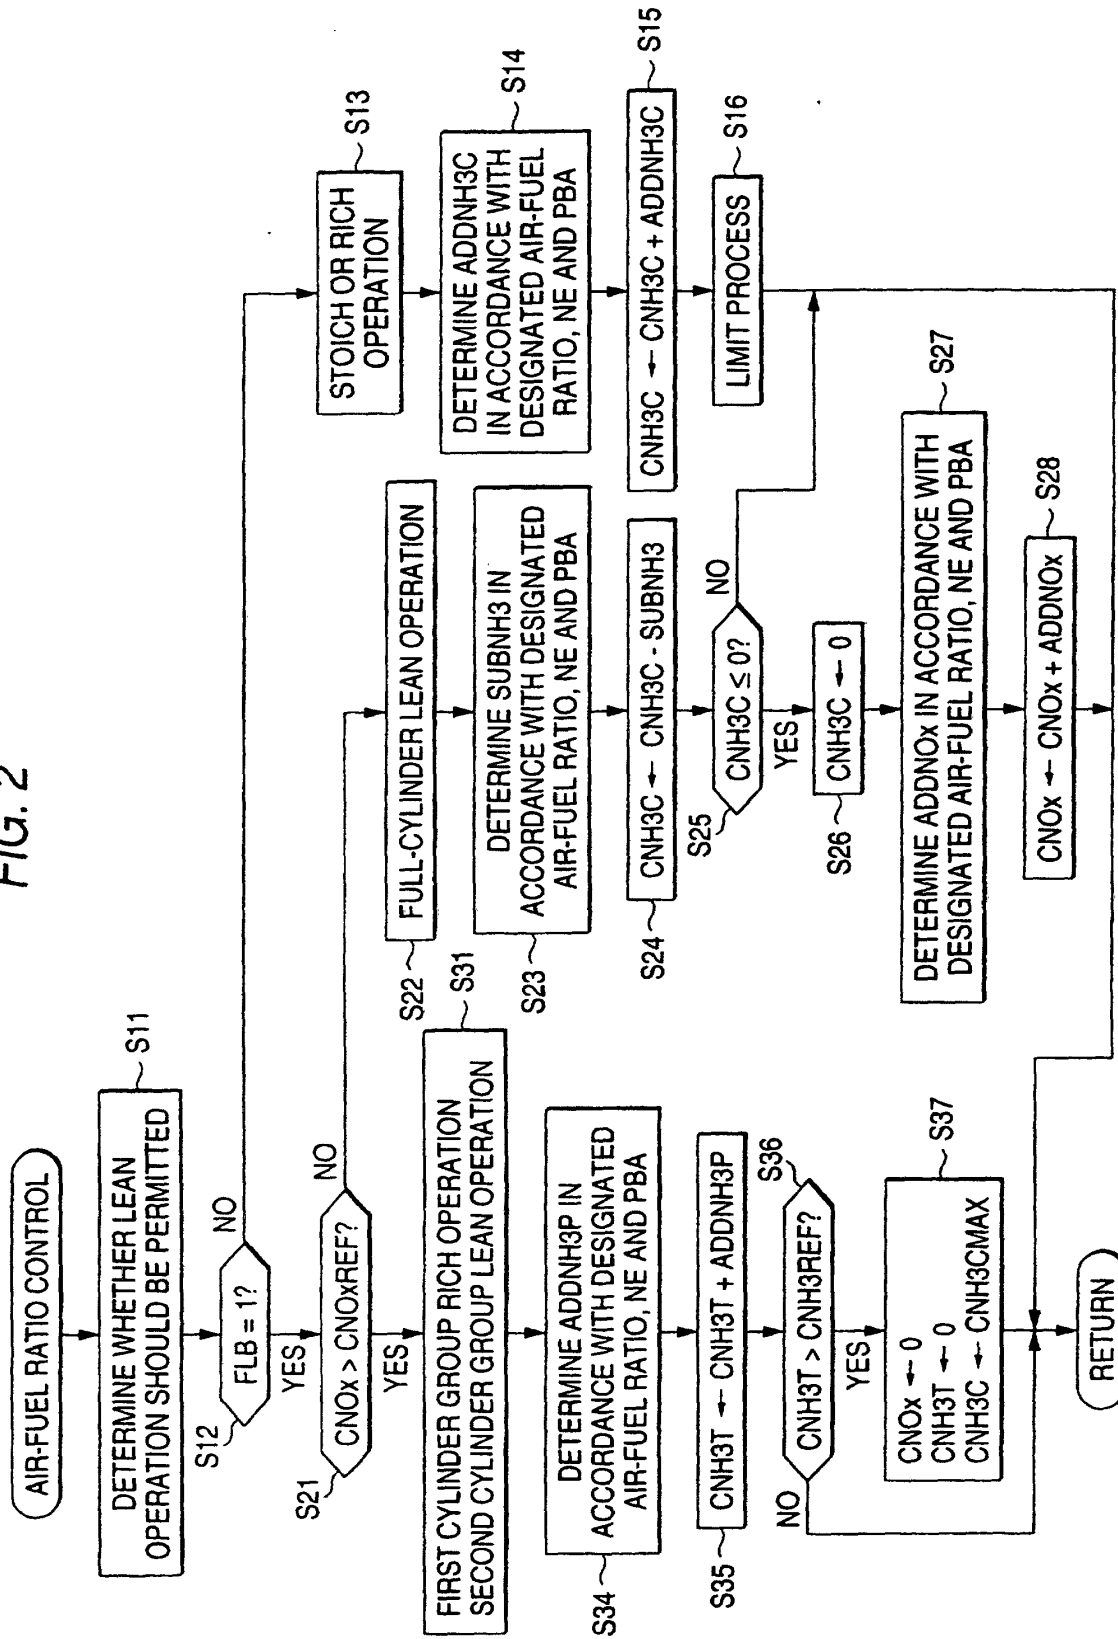 FIG. 2
AIR-FUEL RATIO CONTROL
DETERMINE WHETHER LEAN
OPERATION SHOULD BE PERMITTED
S11
FLB = 1?
S12
NO
YES
CNOx > CNOxREF?
S21
NO
YES
FIRST CYLINDER GROUP RICH OPERATION
SECOND CYLINDER GROUP LEAN OPERATION
S31
DETERMINE ADDNH3P IN
ACCORDANCE WITH DESIGNATED
AIR-FUEL RATIO, NE AND PBA
S34
CNH3T ← CNH3T + ADDNH3P
S35
CNH3T > CNH3REF?
S36
NO
YES
CNOx ← 0
CNH3T ← 0
CNH3C ← CNH3CMAX
S37
RETURN
FULL-CYLINDER LEAN OPERATION
S22
DETERMINE SUBNH3 IN
ACCORDANCE WITH DESIGNATED
AIR-FUEL RATIO, NE AND PBA
S23
CNH3C ← CNH3C - SUBNH3
S24
CNH3C ≤ 0?
S25
NO
YES
CNH3C ← 0
S26
DETERMINE ADDNOx IN ACCORDANCE WITH
DESIGNATED AIR-FUEL RATIO, NE AND PBA
S27
CNOx ← CNOx + ADDNOx
S28
STOICH OR RICH
OPERATION
S13
DETERMINE ADDNH3C
IN ACCORDANCE WITH
DESIGNATED AIR-FUEL
RATIO, NE AND PBA
S14
CNH3C ← CNH3C + ADDNH3C
S15
LIMIT PROCESS
S16